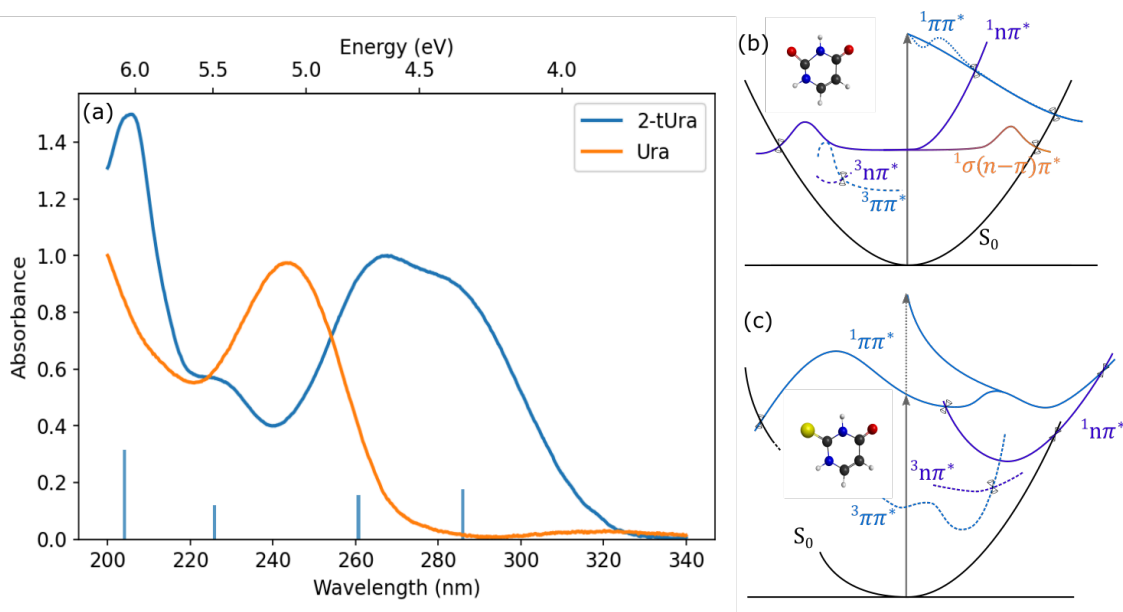 Energy (eV)
6.0 5.5 5.0 4.5 4.0
(a)
2-tUra
Ura
1.4
1.2
1.0
0.8
0.6
0.4
0.2
0.0
Absorbance
200 220 240 260 280 300 320 340
Wavelength (nm)
(b)
¹ππ*
¹nπ*
³nπ*
³ππ*
¹σ(n−π)π*
S₀
(c)
¹ππ*
¹nπ*
³nπ*
³ππ*
S₀